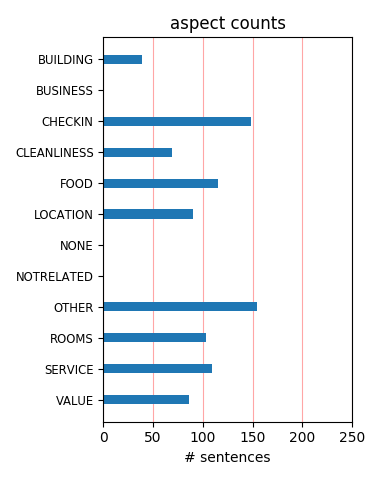 aspect counts
BUILDING
BUSINESS
CHECKIN
CLEANLINESS
FOOD
LOCATION
NONE
NOTRELATED
OTHER
ROOMS
SERVICE
VALUE
0 50 100 150 200 250
# sentences